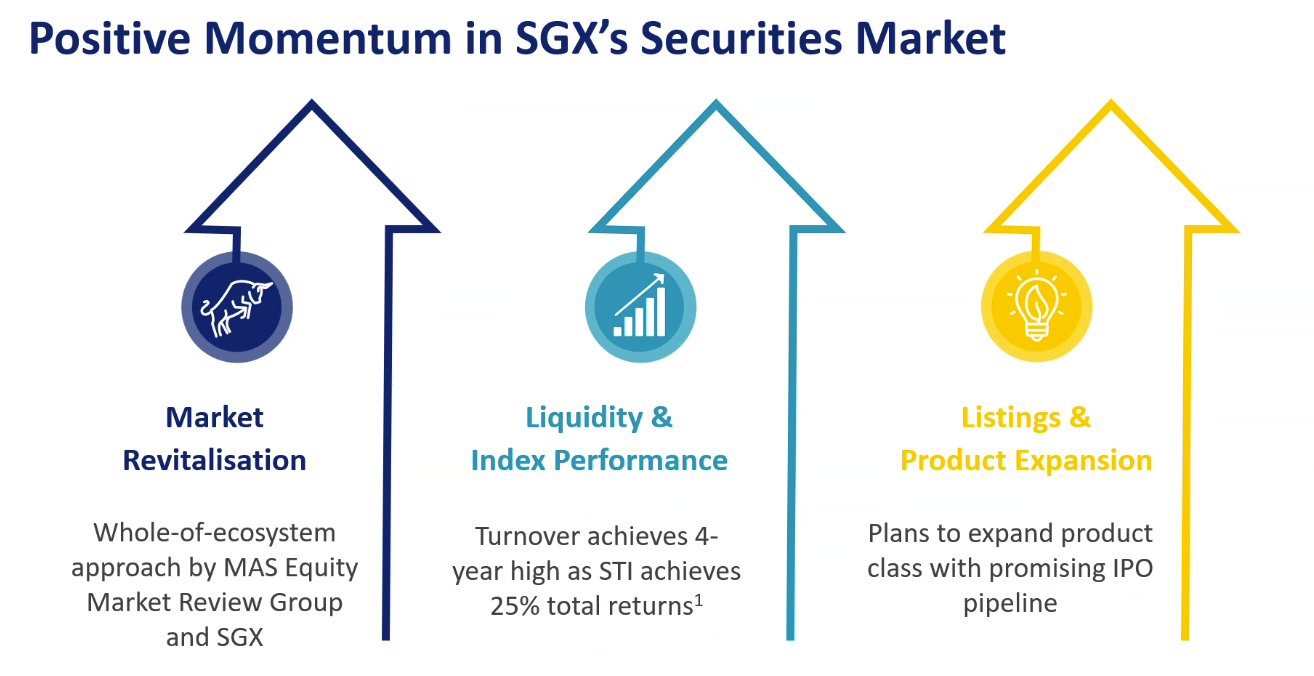 Positive Momentum in SGX’s Securities Market
Market
Revitalisation
Whole-of-ecosystem
approach by MAS Equity
Market Review Group
and SGX
Liquidity &
Index Performance
Turnover achieves 4-
year high as STI achieves
25% total returns¹
Listings &
Product Expansion
Plans to expand product
class with promising IPO
pipeline